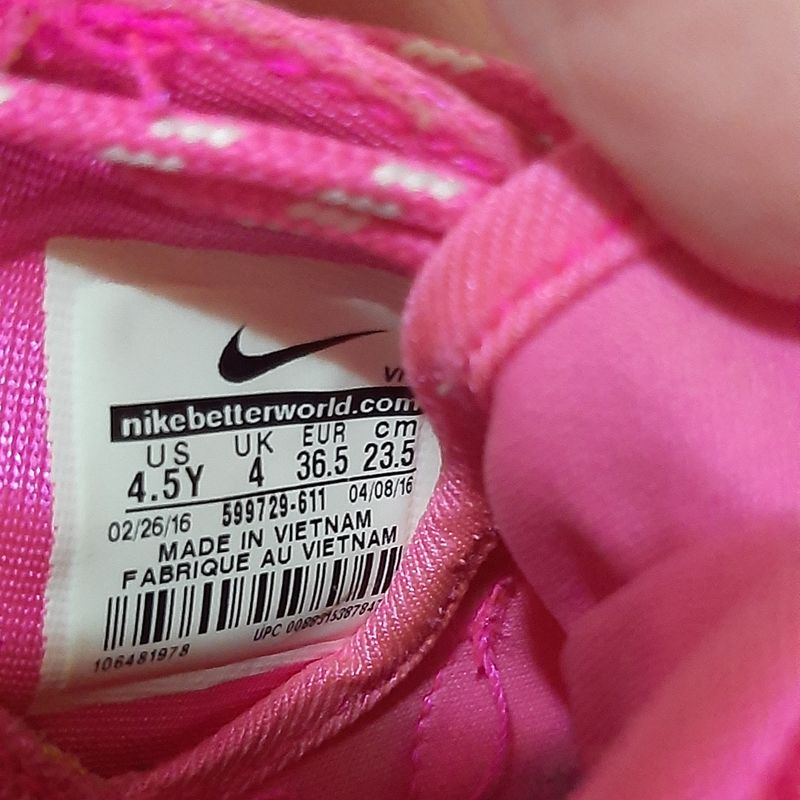 nikebetterworld.com
US UK EUR cm
4.5Y 4 36.5 23.5
02/26/16 599729-611 04/08/16
MADE IN VIETNAM
FABRIQUE AU VIETNAM
UPC
106481978